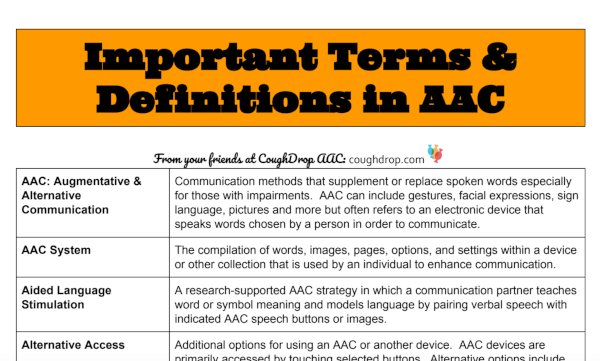 Important Terms &
Definitions in AAC
From your friends at CoughDrop AAC: coughdrop.com
AAC: Augmentative &
Alternative
Communication
Communication methods that supplement or replace spoken words especially
for those with impairments.  AAC can include gestures, facial expressions, sign
language, pictures and more but often refers to an electronic device that
speaks words chosen by a person in order to communicate.
AAC System
The compilation of words, images, pages, options, and settings within a device
or other collection that is used by an individual to enhance communication.
Aided Language
Stimulation
A research-supported AAC strategy in which a communication partner teaches
word or symbol meaning and models language by pairing verbal speech with
indicated AAC speech buttons or images.
Alternative Access
Additional options for using an AAC or another device.  AAC devices are
primarily accessed by touching selected buttons.  Alternative options include